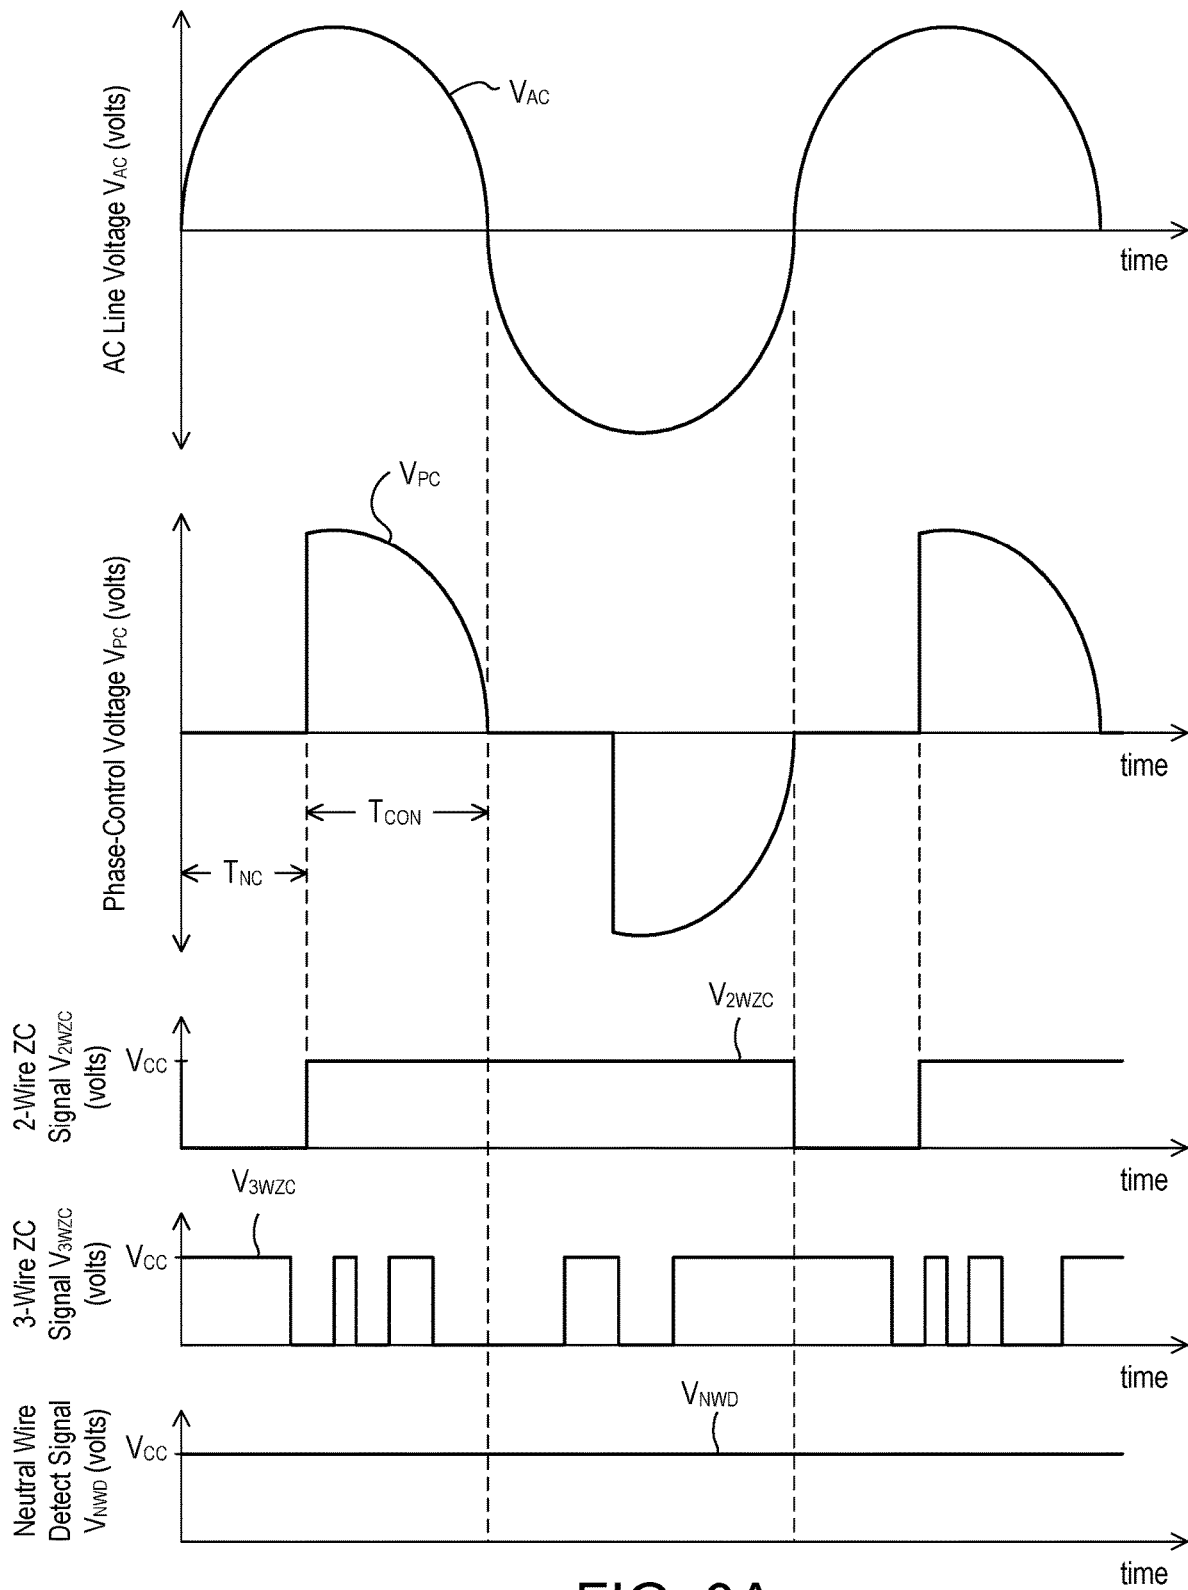 AC Line Voltage VAC (volts)
VAC
time
Phase-Control Voltage VPC (volts)
VPC
time
TCON
TNC
2-Wire ZC
Signal V2WZC
(volts)
VCC
V2WZC
time
3-Wire ZC
Signal V3WZC
(volts)
VCC
V3WZC
time
Neutral Wire
Detect Signal
VNWD (volts)
VCC
VNWD
time